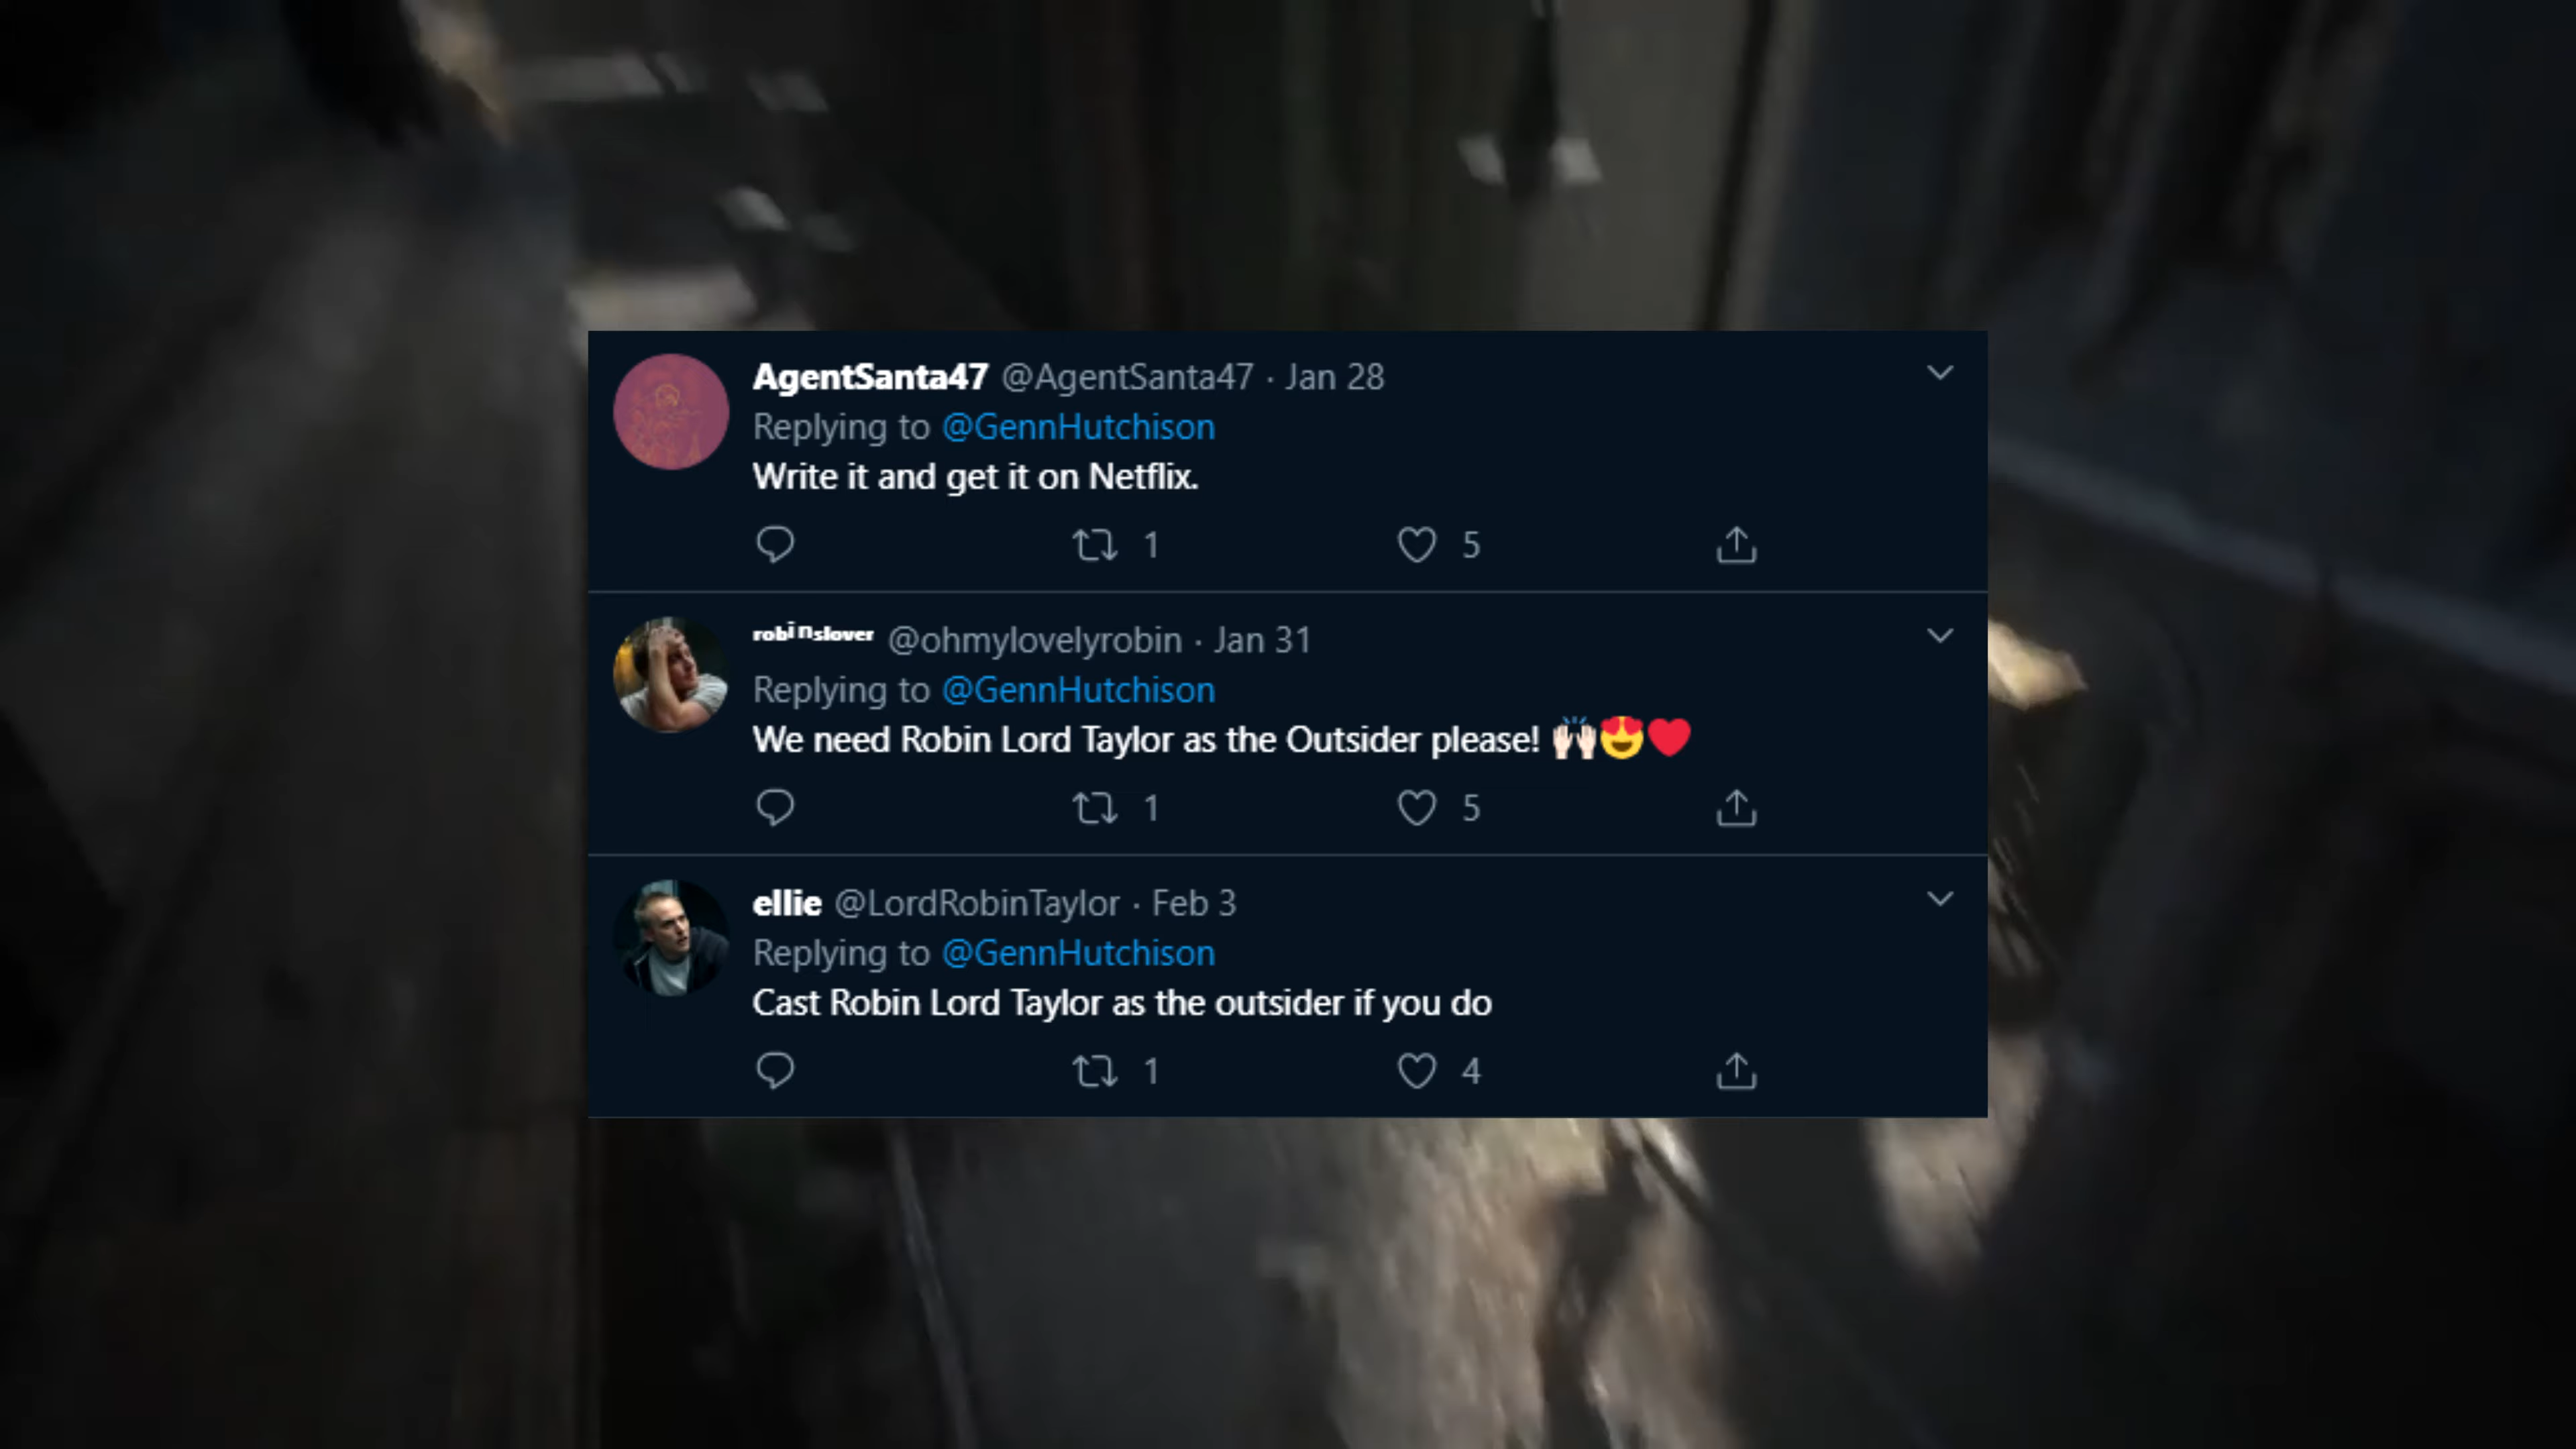 AgentSanta47 @AgentSanta47 · Jan 28
Replying to @GennHutchison
Write it and get it on Netflix.
1 5
robinslover @ohmylovelyrobin · Jan 31
Replying to @GennHutchison
We need Robin Lord Taylor as the Outsider please! 🙌🏻😍❤️
1 5
ellie @LordRobinTaylor · Feb 3
Replying to @GennHutchison
Cast Robin Lord Taylor as the outsider if you do
1 4